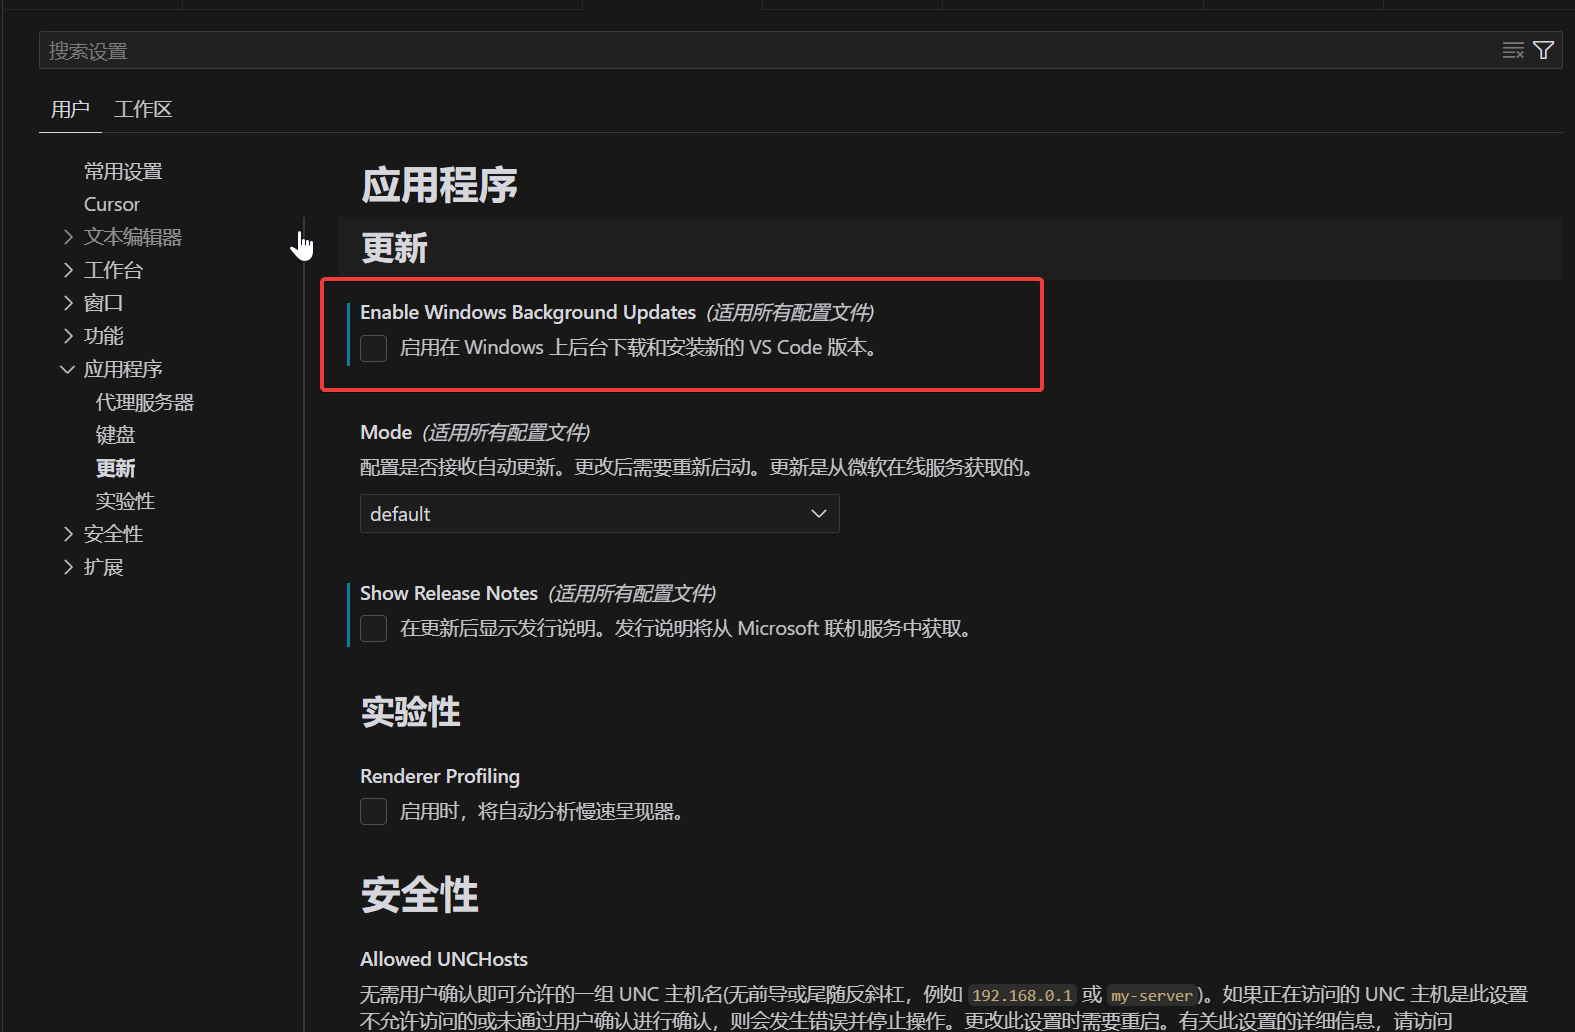 搜索设置
用户 工作区
常用设置
Cursor
文本编辑器
工作台
窗口
功能
应用程序
代理服务器
键盘
更新
实验性
安全性
扩展
应用程序
更新
Enable Windows Background Updates (适用所有配置文件)
启用在 Windows 上后台下载和安装新的 VS Code 版本。
Mode (适用所有配置文件)
配置是否接收自动更新。更改后需要重新启动。更新是从微软在线服务获取的。
default
Show Release Notes (适用所有配置文件)
在更新后显示发行说明。发行说明将从 Microsoft 联机服务中获取。
实验性
Renderer Profiling
启用时，将自动分析慢速呈现器。
安全性
Allowed UNCHosts
无需用户确认即可允许的一组 UNC 主机名(无前导或尾随反斜杠，例如 192.168.0.1 或 my-server)。如果正在访问的 UNC 主机是此设置
不允许访问的或未通过用户确认进行确认，则会发生错误并停止操作。更改此设置时需要重启。有关此设置的详细信息，请访问